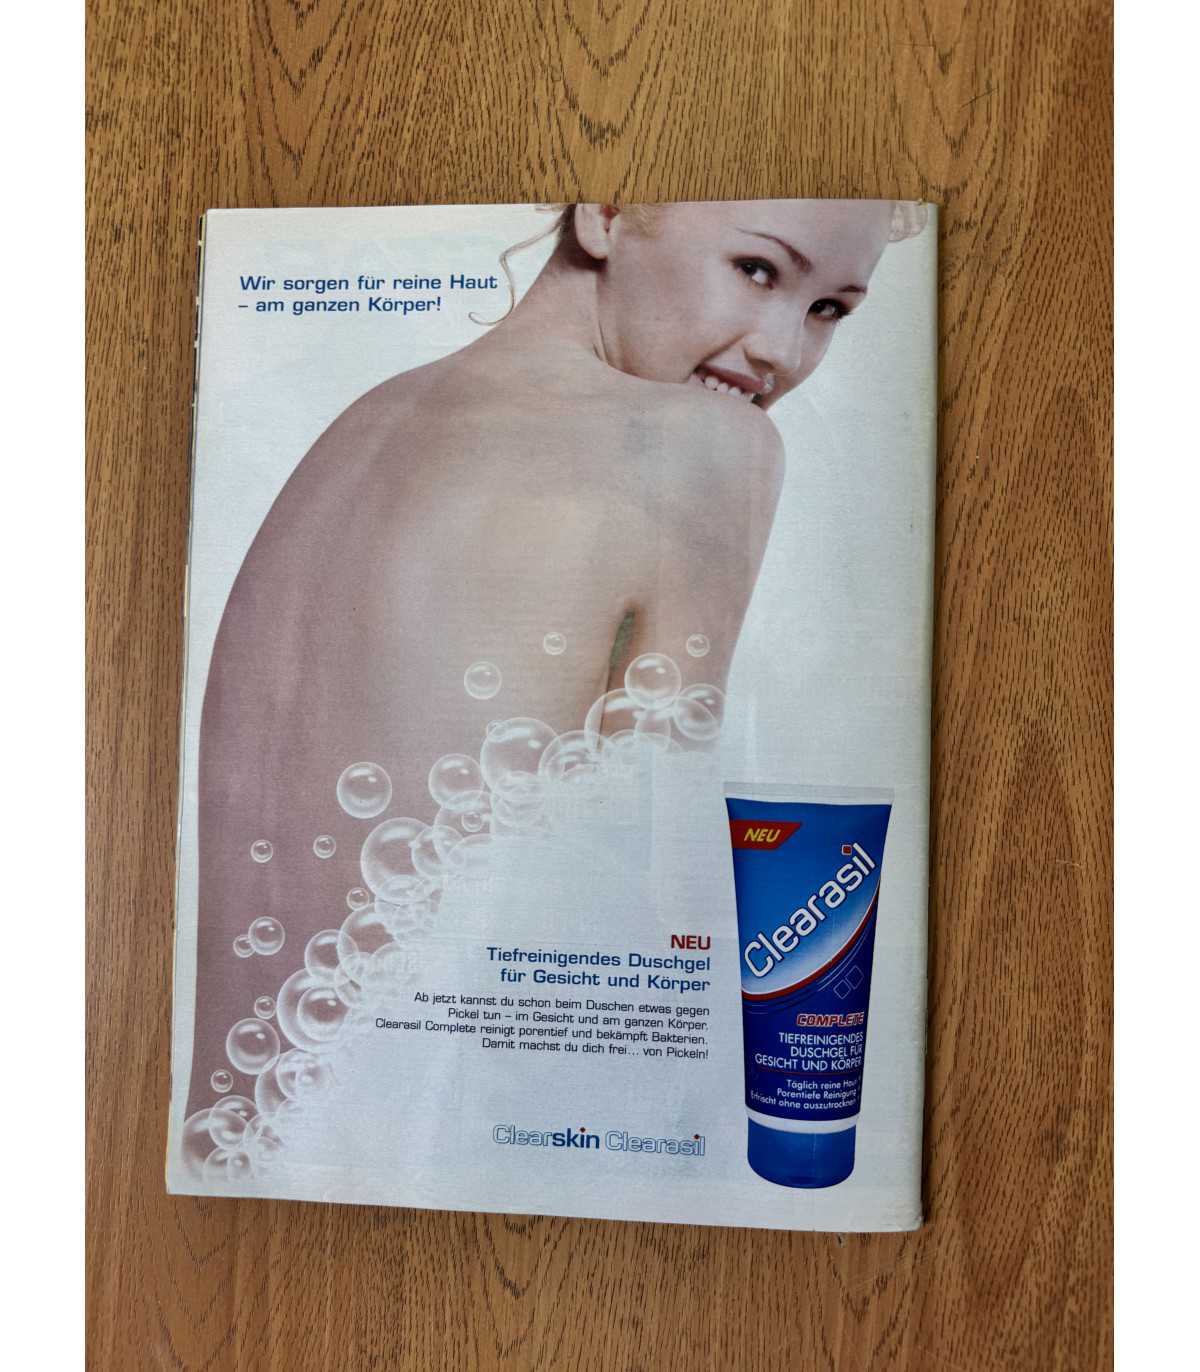 Wir sorgen für reine Haut
– am ganzen Körper!
NEU
Tiefreinigendes Duschgel
für Gesicht und Körper
Ab jetzt kannst du schon beim Duschen etwas gegen
Pickel tun – im Gesicht und am ganzen Körper.
Clearasil Complete reinigt porentief und bekämpft Bakterien.
Damit machst du dich frei... von Pickeln!
Clearskin Clearasil
NEU
Clearasil
COMPLETE
TIEFREINIGENDES
DUSCHGEL FÜR
GESICHT UND KÖRPER
Täglich reine Haut
Porentiefe Reinigung
Erfrischt ohne auszutrocknen